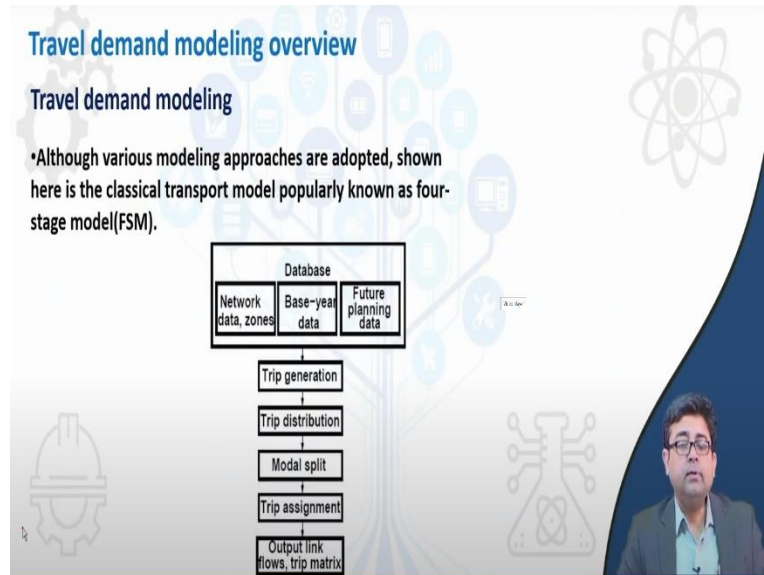 Travel demand modeling overview
Travel demand modeling
•Although various modeling approaches are adopted, shown
here is the classical transport model popularly known as four-
stage model(FSM).
Database
Network
data, zones
Base-year
data
Future
planning
data
Trip generation
Trip distribution
Modal split
Trip assignment
Output link
flows, trip matrix